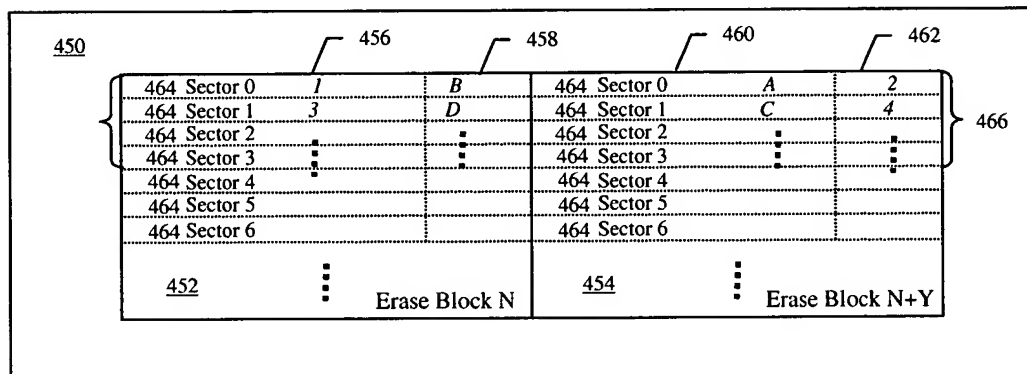 450 456 458 460 462
464 Sector 0 1 B 464 Sector 0 A 2
464 Sector 1 3 D 464 Sector 1 C 4
464 Sector 2 464 Sector 2
464 Sector 3 464 Sector 3
466
464 Sector 4 464 Sector 4
464 Sector 5 464 Sector 5
464 Sector 6 464 Sector 6
452 Erase Block N 454 Erase Block N+Y